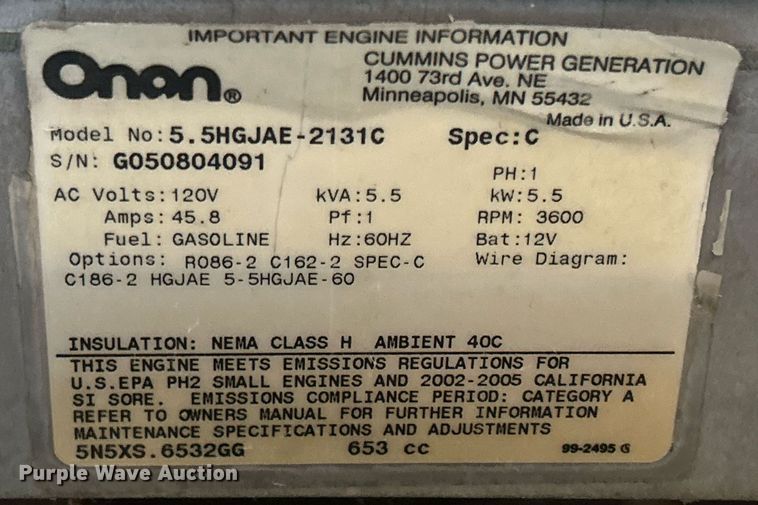 IMPORTANT ENGINE INFORMATION
Onan®
CUMMINS POWER GENERATION
1400 73rd Ave. NE
Minneapolis, MN 55432
Made in U.S.A.
Model No: 5.5HGJAE-2131C Spec: C
S/N: G050804091
PH:1
AC Volts: 120V kVA: 5.5 kW: 5.5
Amps: 45.8 Pf: 1 RPM: 3600
Fuel: GASOLINE Hz: 60HZ Bat: 12V
Options: R086-2 C162-2 SPEC-C Wire Diagram:
C186-2 HGJAE 5-5HGJAE-60
INSULATION: NEMA CLASS H AMBIENT 40C
THIS ENGINE MEETS EMISSIONS REGULATIONS FOR
U.S.EPA PH2 SMALL ENGINES AND 2002-2005 CALIFORNIA
SI SORE. EMISSIONS COMPLIANCE PERIOD: CATEGORY A
REFER TO OWNERS MANUAL FOR FURTHER INFORMATION
MAINTENANCE SPECIFICATIONS AND ADJUSTMENTS
5N5XS.6532GG 653 cc 99-2495 G
Purple Wave Auction